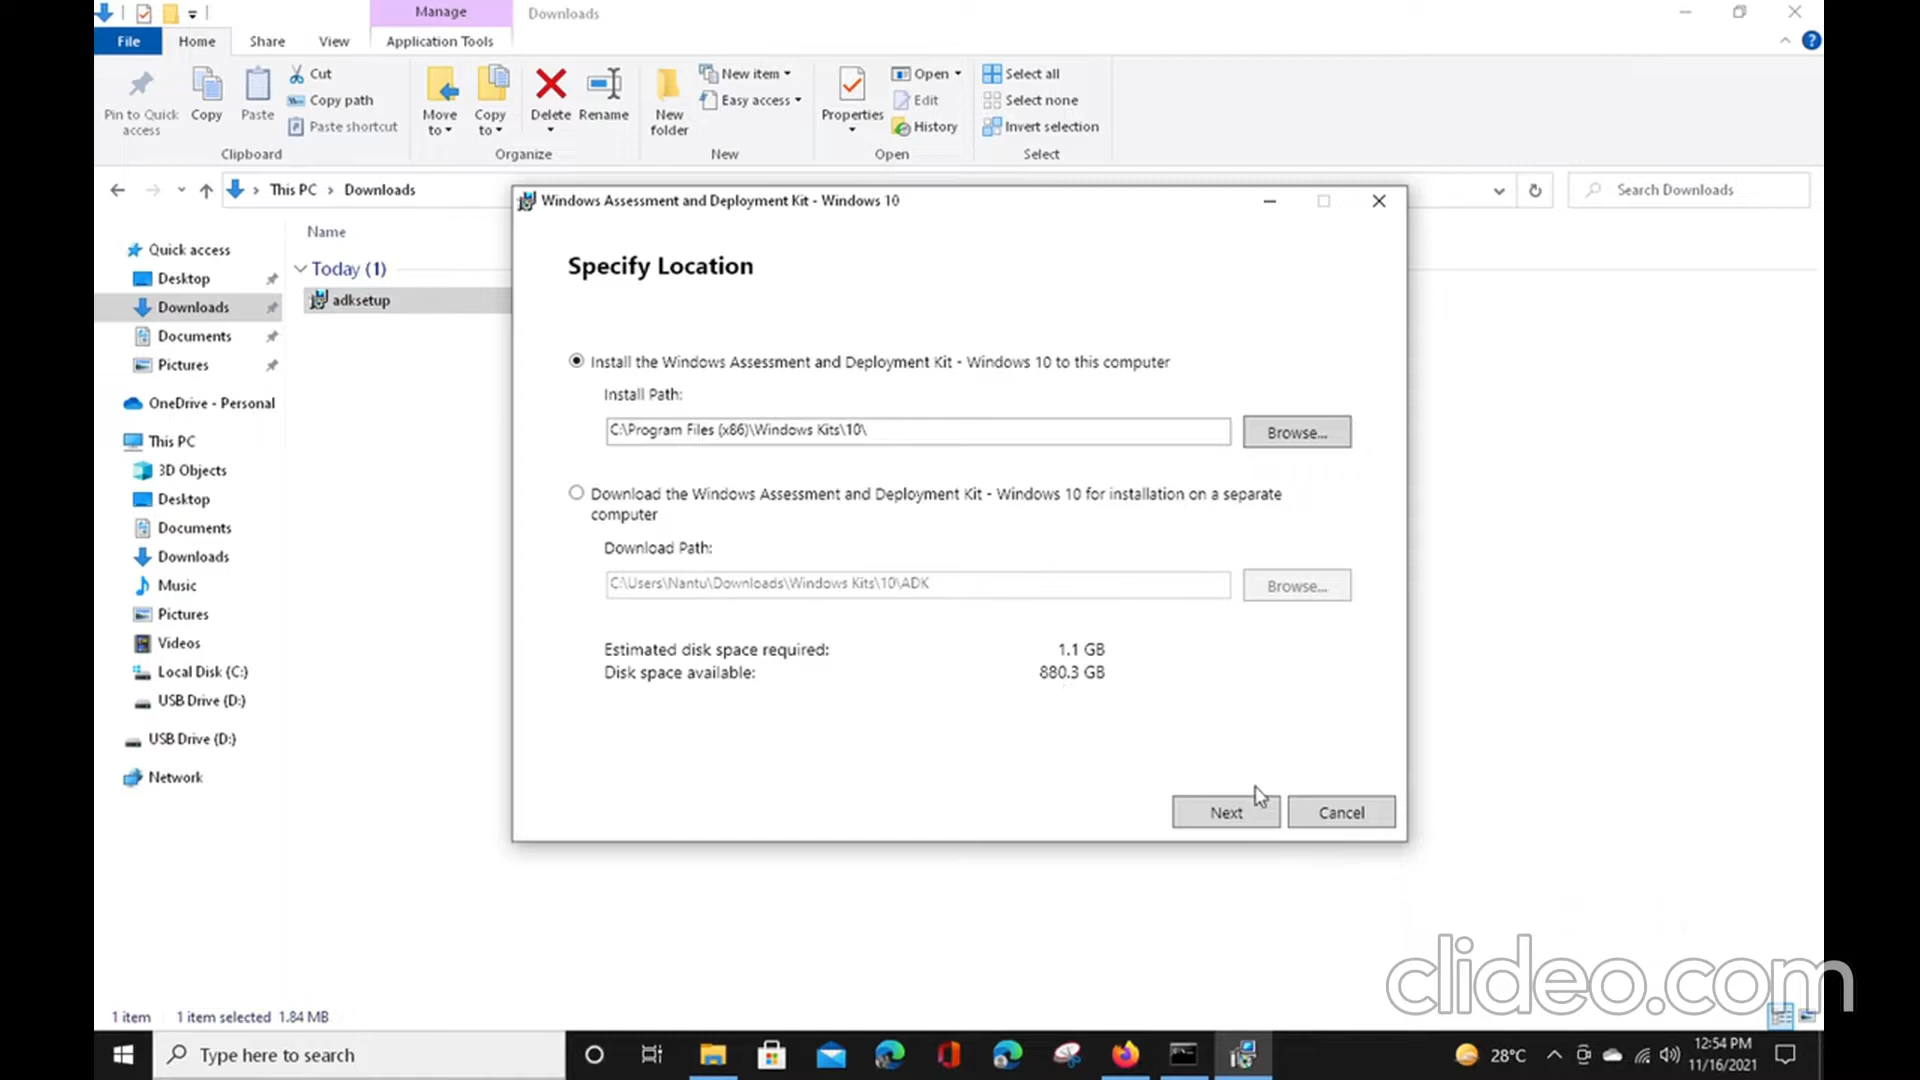 Manage
Downloads
File
Home
Share
View
Application Tools
Pin to Quick access
Copy
Paste
Cut
Copy path
Paste shortcut
Clipboard
Move to
Copy to
Delete
Rename
Organize
New folder
New item
Easy access
New
Properties
Open
Edit
History
Open
Select all
Select none
Invert selection
Select
This PC
Downloads
Search Downloads
Name
Today (1)
adksetup
Quick access
Desktop
Downloads
Documents
Pictures
OneDrive - Personal
This PC
3D Objects
Desktop
Documents
Downloads
Music
Pictures
Videos
Local Disk (C:)
USB Drive (D:)
USB Drive (D:)
Network
Windows Assessment and Deployment Kit - Windows 10
Specify Location
Install the Windows Assessment and Deployment Kit - Windows 10 to this computer
Install Path:
C:\Program Files (x86)\Windows Kits\10\
Browse...
Download the Windows Assessment and Deployment Kit - Windows 10 for installation on a separate
computer
Download Path:
C:\Users\Nantu\Downloads\Windows Kits\10\ADK
Browse...
Estimated disk space required: 1.1 GB
Disk space available: 880.3 GB
Next
Cancel
clideo.com
1 item
1 item selected 1.84 MB
Type here to search
28°C
12:54 PM
11/16/2021